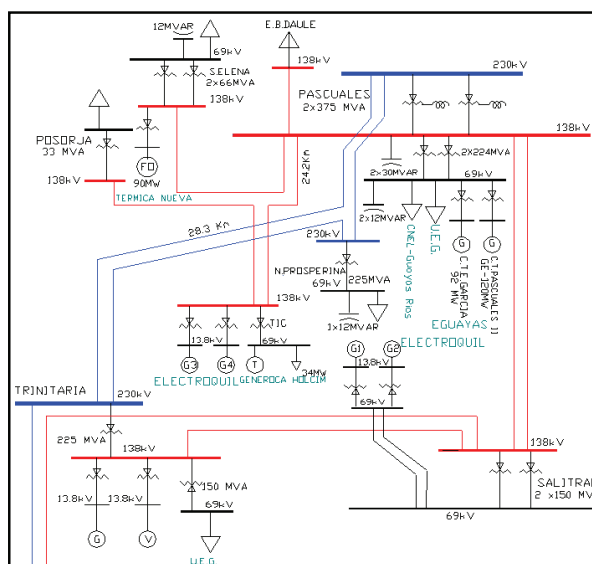 12MVAR
E.B.DAULE
69kV
138kV
230kV
S.ELENA
2x66MVA
PASCUALES
2x375 MVA
138kV
138kV
POSORJA
33 MVA
24.2Km
2X224MVA
2x30MVAR
69kV
FO
138kV
90MW
TERMICA NUEVA
2x12MVAR
28.3 Km
230kV
CNEL-Guayas Rios
U.E.G.
G
G
N.PROSPERINA
69kV
225MVA
C.T.E.GARCIA
92 MW
C.T.PASCUALES II
GE-120MW
138kV
TIC
1x12MVAR
EGUAYAS
ELECTROQUIL
13.8kV
69kV
G1
G2
13.8kV
G3
G4
T
34MW
ELECTROQUIL
GENEROCA
HOLCIM
TRINITARIA
230kV
69kV
225 MVA
138kV
138kV
SALITRAL
2 x150 MV
13.8kV
13.8kV
150 MVA
69kV
69kV
G
V
U.E.G